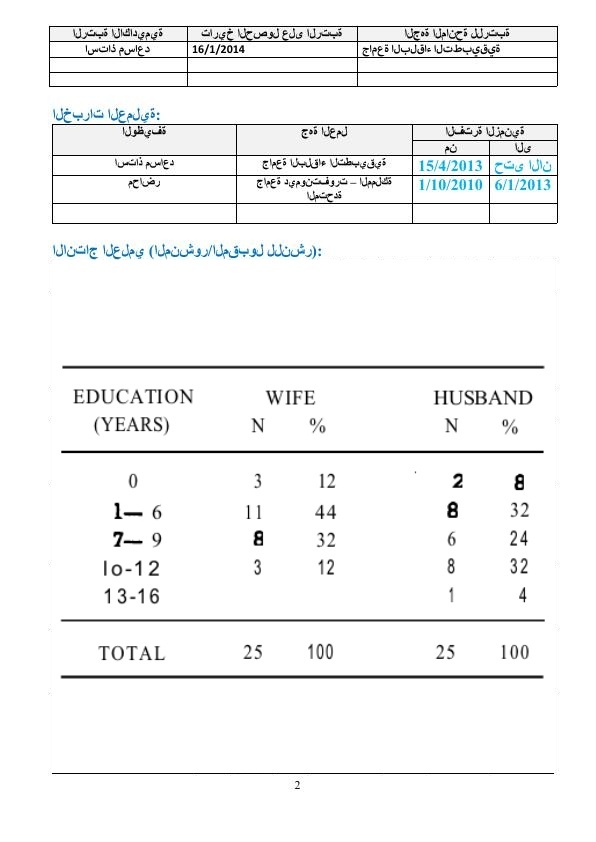 الرتبة الاكاديمية تاريخ الحصول على الرتبة الجهة المانحة للرتبة
استاذ مساعد 16/1/2014 جامعة البلقاء التطبيقية
الخبرات العملية:
الوظيفة جهة العمل الفترة الزمنية
من الى
استاذ مساعد جامعة البلقاء التطبيقية 15/4/2013 حتى الان
محاضر جامعة ديمونتفورت – المملكة المتحدة 1/10/2010 6/1/2013
الانتاج العلمي (المنشور/المقبول للنشر):
EDUCATION WIFE HUSBAND
(YEARS) N % N %
0 3 12 2 8
1— 6 11 44 8 32
7— 9 8 32 6 24
lo-12 3 12 8 32
13-16 1 4
TOTAL 25 100 25 100
2